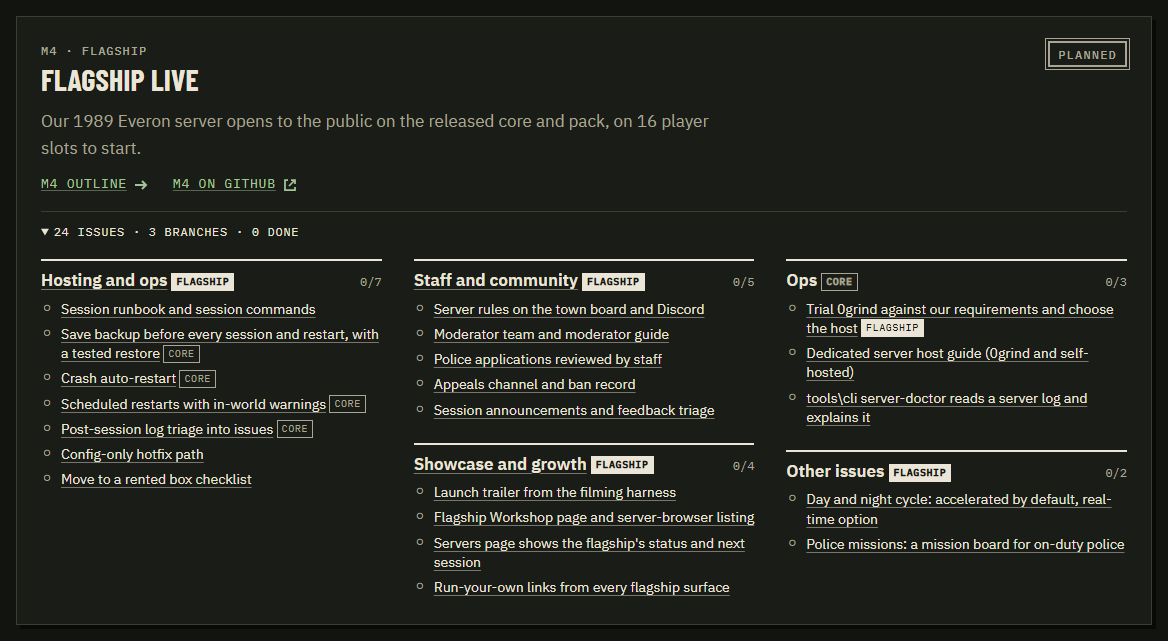 M4 · FLAGSHIP
PLANNED
FLAGSHIP LIVE
Our 1989 Everon server opens to the public on the released core and pack, on 16 player
slots to start.
M4 OUTLINE →
M4 ON GITHUB
▼ 24 ISSUES · 3 BRANCHES · 0 DONE
Hosting and ops FLAGSHIP 0/7
Session runbook and session commands
Save backup before every session and restart, with
a tested restore CORE
Crash auto-restart CORE
Scheduled restarts with in-world warnings CORE
Post-session log triage into issues CORE
Config-only hotfix path
Move to a rented box checklist
Staff and community FLAGSHIP 0/5
Server rules on the town board and Discord
Moderator team and moderator guide
Police applications reviewed by staff
Appeals channel and ban record
Session announcements and feedback triage
Showcase and growth FLAGSHIP 0/4
Launch trailer from the filming harness
Flagship Workshop page and server-browser listing
Servers page shows the flagship's status and next
session
Run-your-own links from every flagship surface
Ops CORE 0/3
Trial 0grind against our requirements and choose
the host FLAGSHIP
Dedicated server host guide (0grind and self-
hosted)
tools\cli server-doctor reads a server log and
explains it
Other issues FLAGSHIP 0/2
Day and night cycle: accelerated by default, real-
time option
Police missions: a mission board for on-duty police